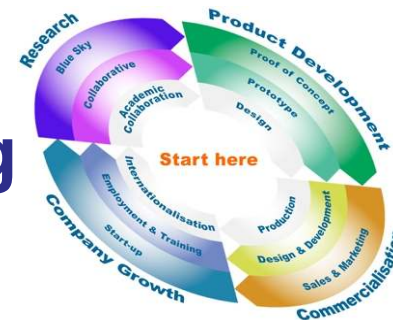 Research
Blue Sky
Collaborative
Academic
Collaboration
Product Development
Proof of Concept
Prototype
Design
Start here
g
Company Growth
Start-up
Employment & Training
Internationalisation
Production
Design & Development
Sales & Marketing
Commercialisation